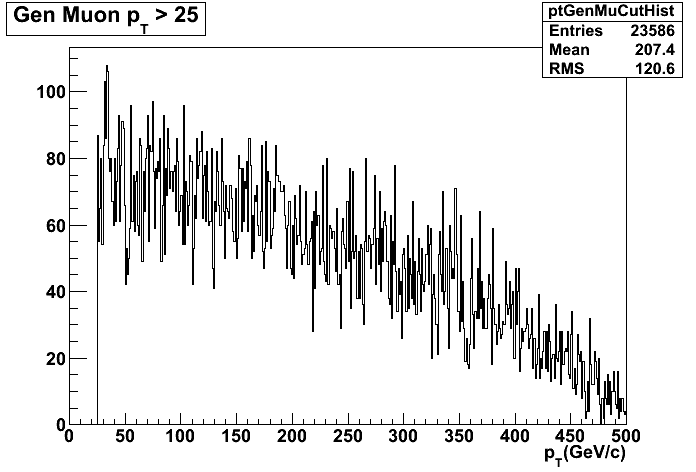 Gen Muon p_T > 25
ptGenMuCutHist
Entries 23586
Mean 207.4
RMS 120.6
100
80
60
40
20
0
0 50 100 150 200 250 300 350 400 450 500
p_T(GeV/c)